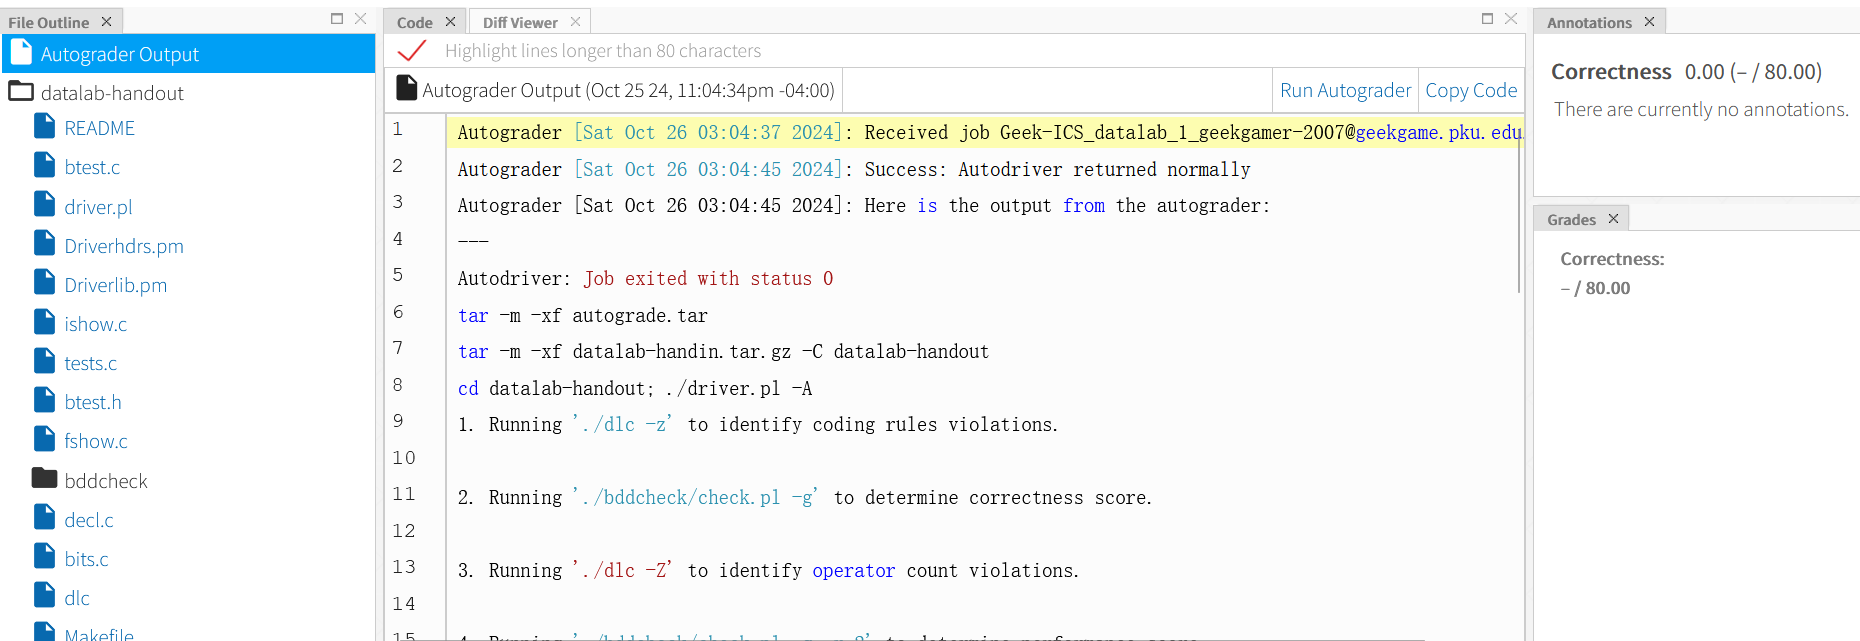 File Outline
Autograder Output
datalab-handout
README
btest.c
driver.pl
Driverhdrs.pm
Driverlib.pm
ishow.c
tests.c
btest.h
fshow.c
bddcheck
decl.c
bits.c
dlc
Makefile
Code
Diff Viewer
Highlight lines longer than 80 characters
Autograder Output (Oct 25 24, 11:04:34pm -04:00)
Run Autograder
Copy Code
1 Autograder [Sat Oct 26 03:04:37 2024]: Received job Geek-ICS_datalab_1_geekgamer-2007@geekgame.pku.edu
2 Autograder [Sat Oct 26 03:04:45 2024]: Success: Autodriver returned normally
3 Autograder [Sat Oct 26 03:04:45 2024]: Here is the output from the autograder:
4 ---
5 Autodriver: Job exited with status 0
6 tar -m -xf autograde.tar
7 tar -m -xf datalab-handin.tar.gz -C datalab-handout
8 cd datalab-handout; ./driver.pl -A
9 1. Running './dlc -z' to identify coding rules violations.
10
11 2. Running './bddcheck/check.pl -g' to determine correctness score.
12
13 3. Running './dlc -Z' to identify operator count violations.
14
15 4. Running './bddcheck/check.pl
Annotations
Correctness 0.00 (– / 80.00)
There are currently no annotations.
Grades
Correctness:
– / 80.00